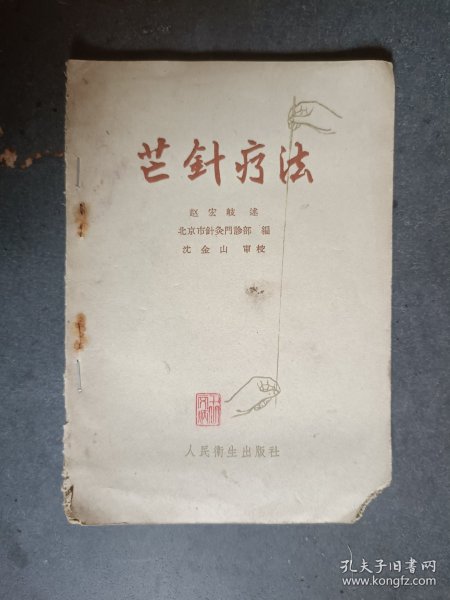 芒針疗法
赵宏岐 述
北京市針灸門診部 編
沈金山 审校
人民衛生出版社
孔夫子旧书网
www.kongfz.com